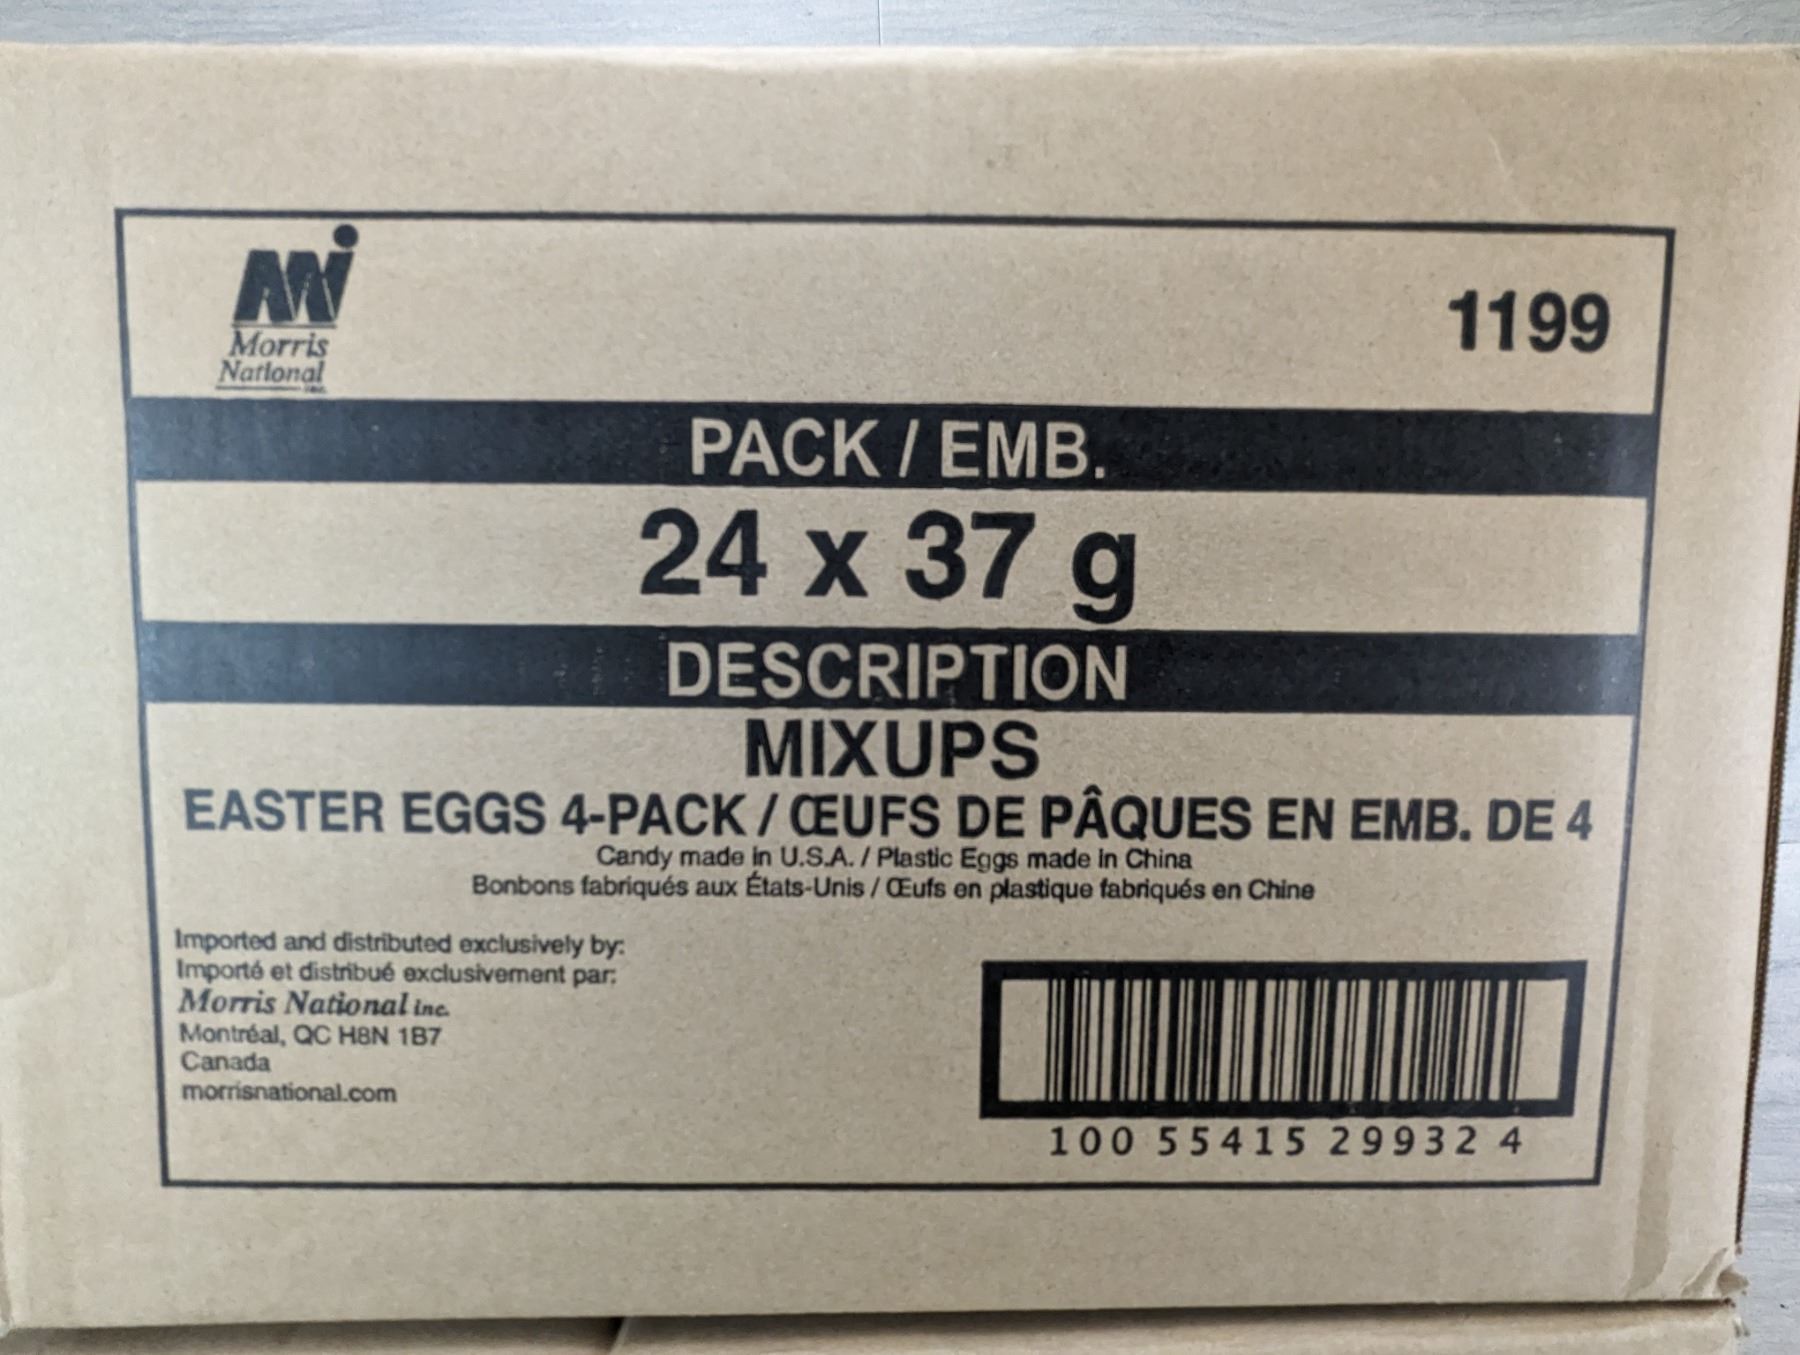 Morris
National
inc.
1199
PACK / EMB.
24 x 37 g
DESCRIPTION
MIXUPS
EASTER EGGS 4-PACK / ŒUFS DE PÂQUES EN EMB. DE 4
Candy made in U.S.A. / Plastic Eggs made in China
Bonbons fabriqués aux États-Unis / Œufs en plastique fabriqués en Chine
Imported and distributed exclusively by:
Importé et distribué exclusivement par:
Morris National inc.
Montréal, QC H8N 1B7
Canada
morrisnational.com
100 55415 29932 4